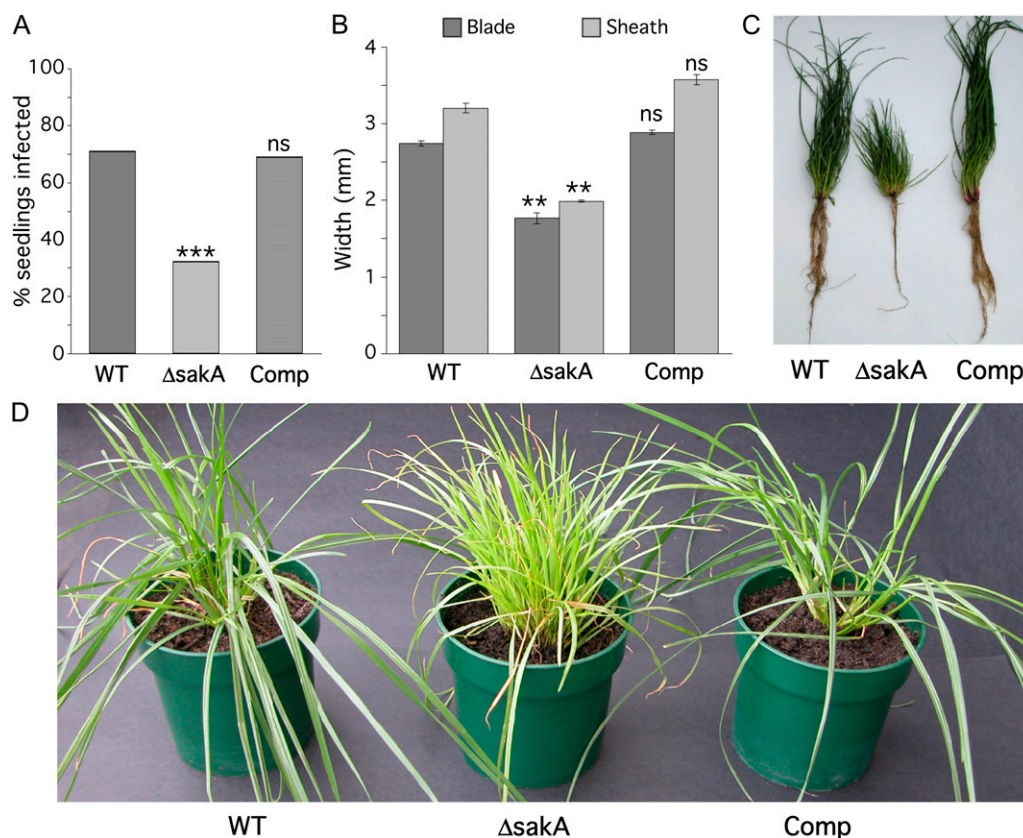 A
% seedlings infected
100
80
60
40
20
0
***
ns
WT ΔsakA Comp
B
Blade Sheath
Width (mm)
4
3
2
1
0
** **
ns ns
WT ΔsakA Comp
C
WT ΔsakA Comp
D
WT ΔsakA Comp